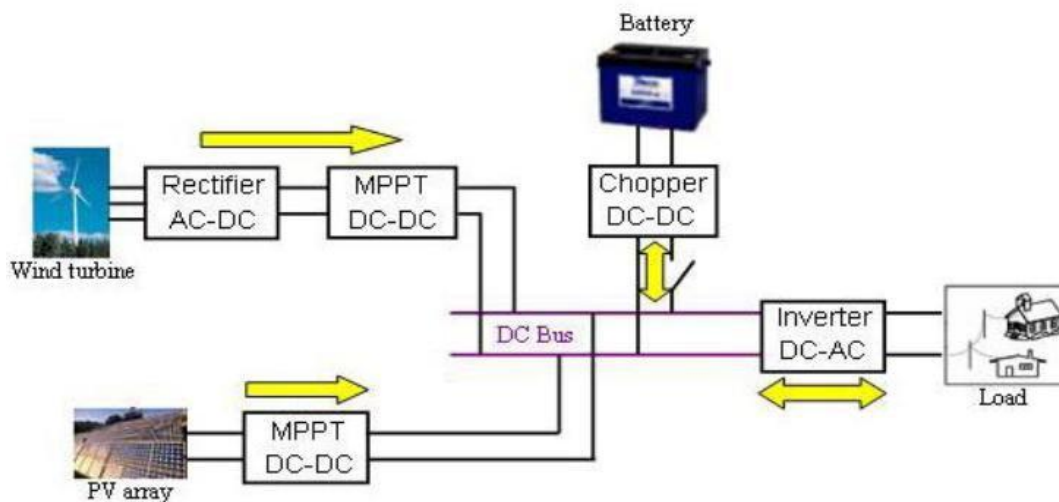 Battery
Rectifier
AC-DC
MPPT
DC-DC
Chopper
DC-DC
Wind turbine
DC Bus
Inverter
DC-AC
Load
MPPT
DC-DC
PV array